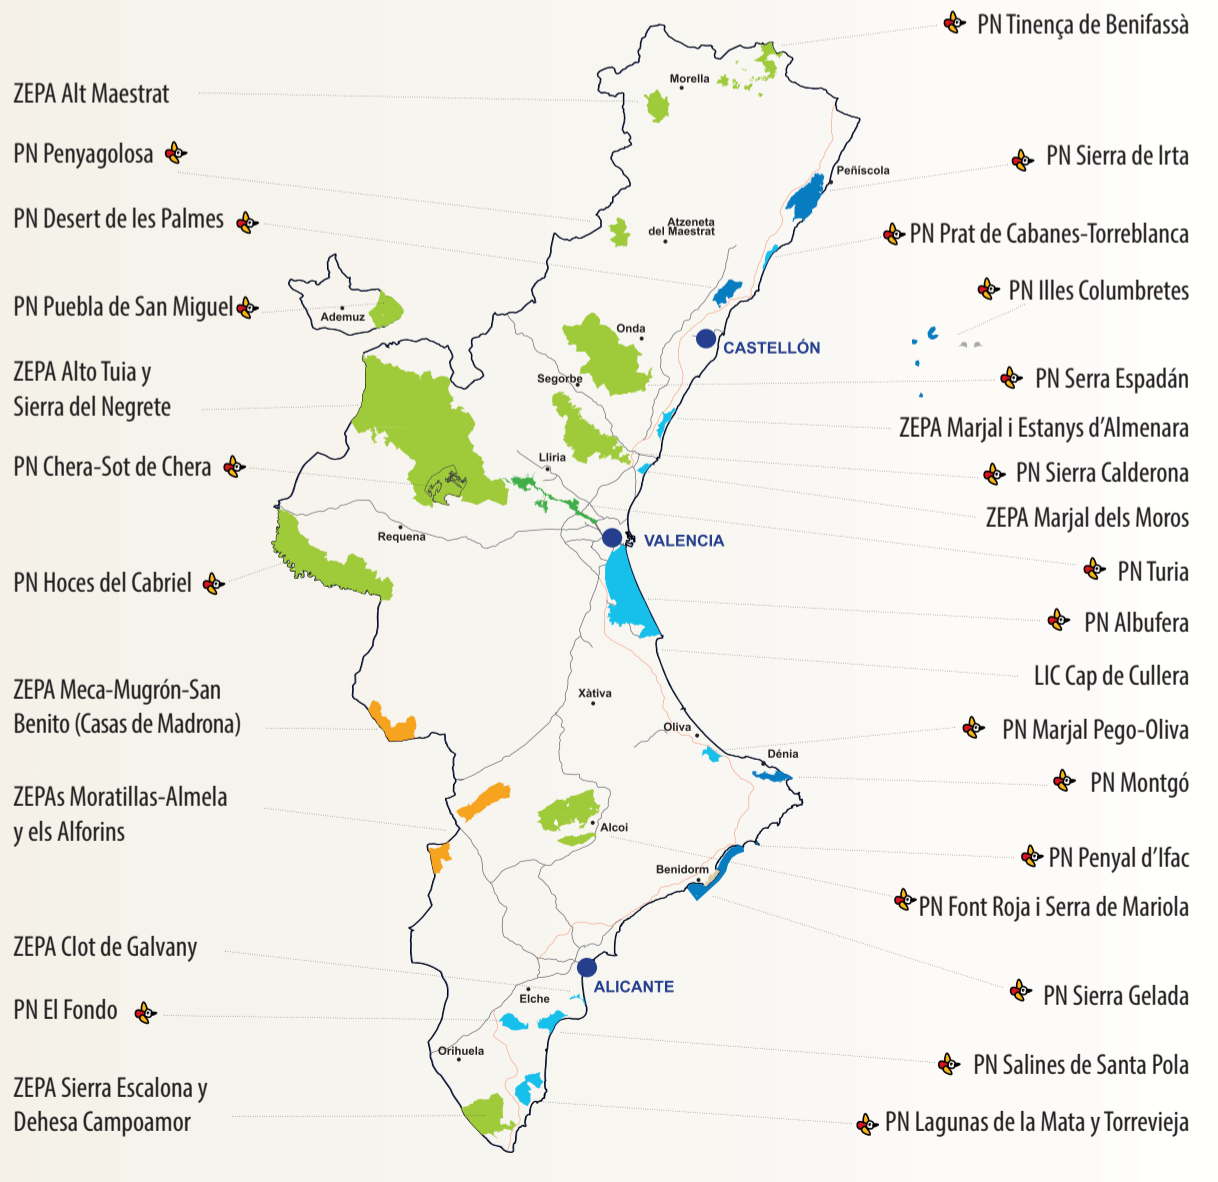 PN Tinença de Benifassà
ZEPA Alt Maestrat
Morella
PN Penyagolosa
PN Sierra de Irta
Peñíscola
PN Desert de les Palmes
Atzeneta
del Maestrat
PN Prat de Cabanes-Torreblanca
PN Illes Columbretes
PN Puebla de San Miguel
Ademuz
Onda
CASTELLÓN
ZEPA Alto Tuia y
Sierra del Negrete
Segorbe
PN Serra Espadán
ZEPA Marjal i Estanys d'Almenara
PN Chera-Sot de Chera
Llíria
PN Sierra Calderona
ZEPA Marjal dels Moros
Requena
VALENCIA
PN Turia
PN Hoces del Cabriel
PN Albufera
LIC Cap de Cullera
ZEPA Meca-Mugrón-San
Benito (Casas de Madrona)
Xàtiva
Oliva
PN Marjal Pego-Oliva
Dénia
PN Montgó
ZEPAs Moratillas-Almela
y els Alforins
Alcoi
PN Penyal d'Ifac
Benidorm
PN Font Roja i Serra de Mariola
ZEPA Clot de Galvany
ALICANTE
PN Sierra Gelada
Elche
PN El Fondo
Orihuela
PN Salines de Santa Pola
ZEPA Sierra Escalona y
Dehesa Campoamor
PN Lagunas de la Mata y Torrevieja